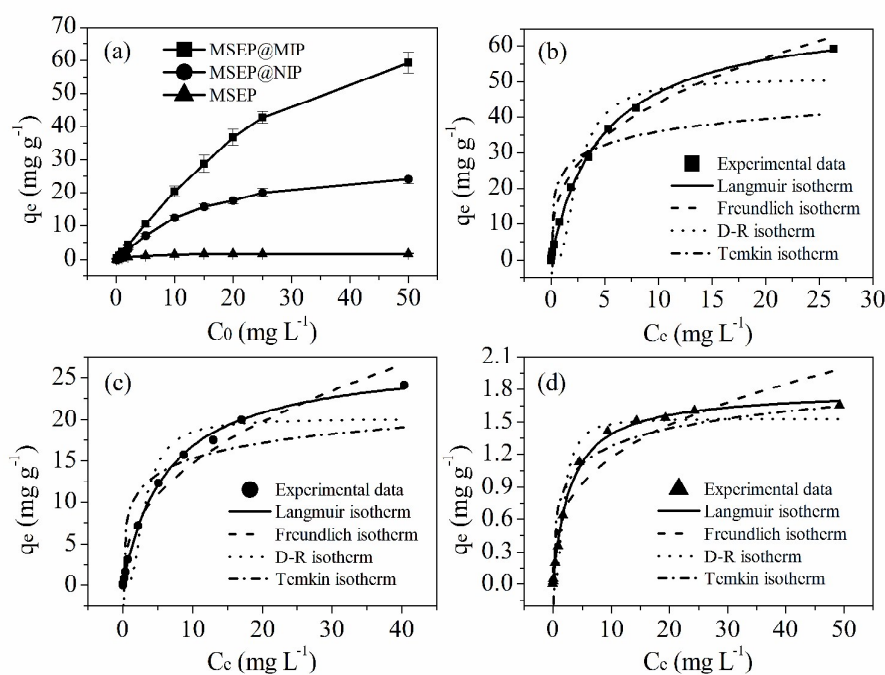 (a)
MSEP@MIP
MSEP@NIP
MSEP
70
60
50
40
30
20
10
0
qe (mg g-1)
0 10 20 30 40 50
C0 (mg L-1)
(b)
60
50
40
30
20
10
0
qe (mg g-1)
Experimental data
Langmuir isotherm
Freundlich isotherm
D-R isotherm
Temkin isotherm
0 5 10 15 20 25 30
Ce (mg L-1)
(c)
25
20
15
10
5
0
qe (mg g-1)
Experimental data
Langmuir isotherm
Freundlich isotherm
D-R isotherm
Temkin isotherm
0 10 20 30 40
Ce (mg L-1)
(d)
2.1
1.8
1.5
1.2
0.9
0.6
0.3
0.0
qe (mg g-1)
Experimental data
Langmuir isotherm
Freundlich isotherm
D-R isotherm
Temkin isotherm
0 10 20 30 40 50
Ce (mg L-1)